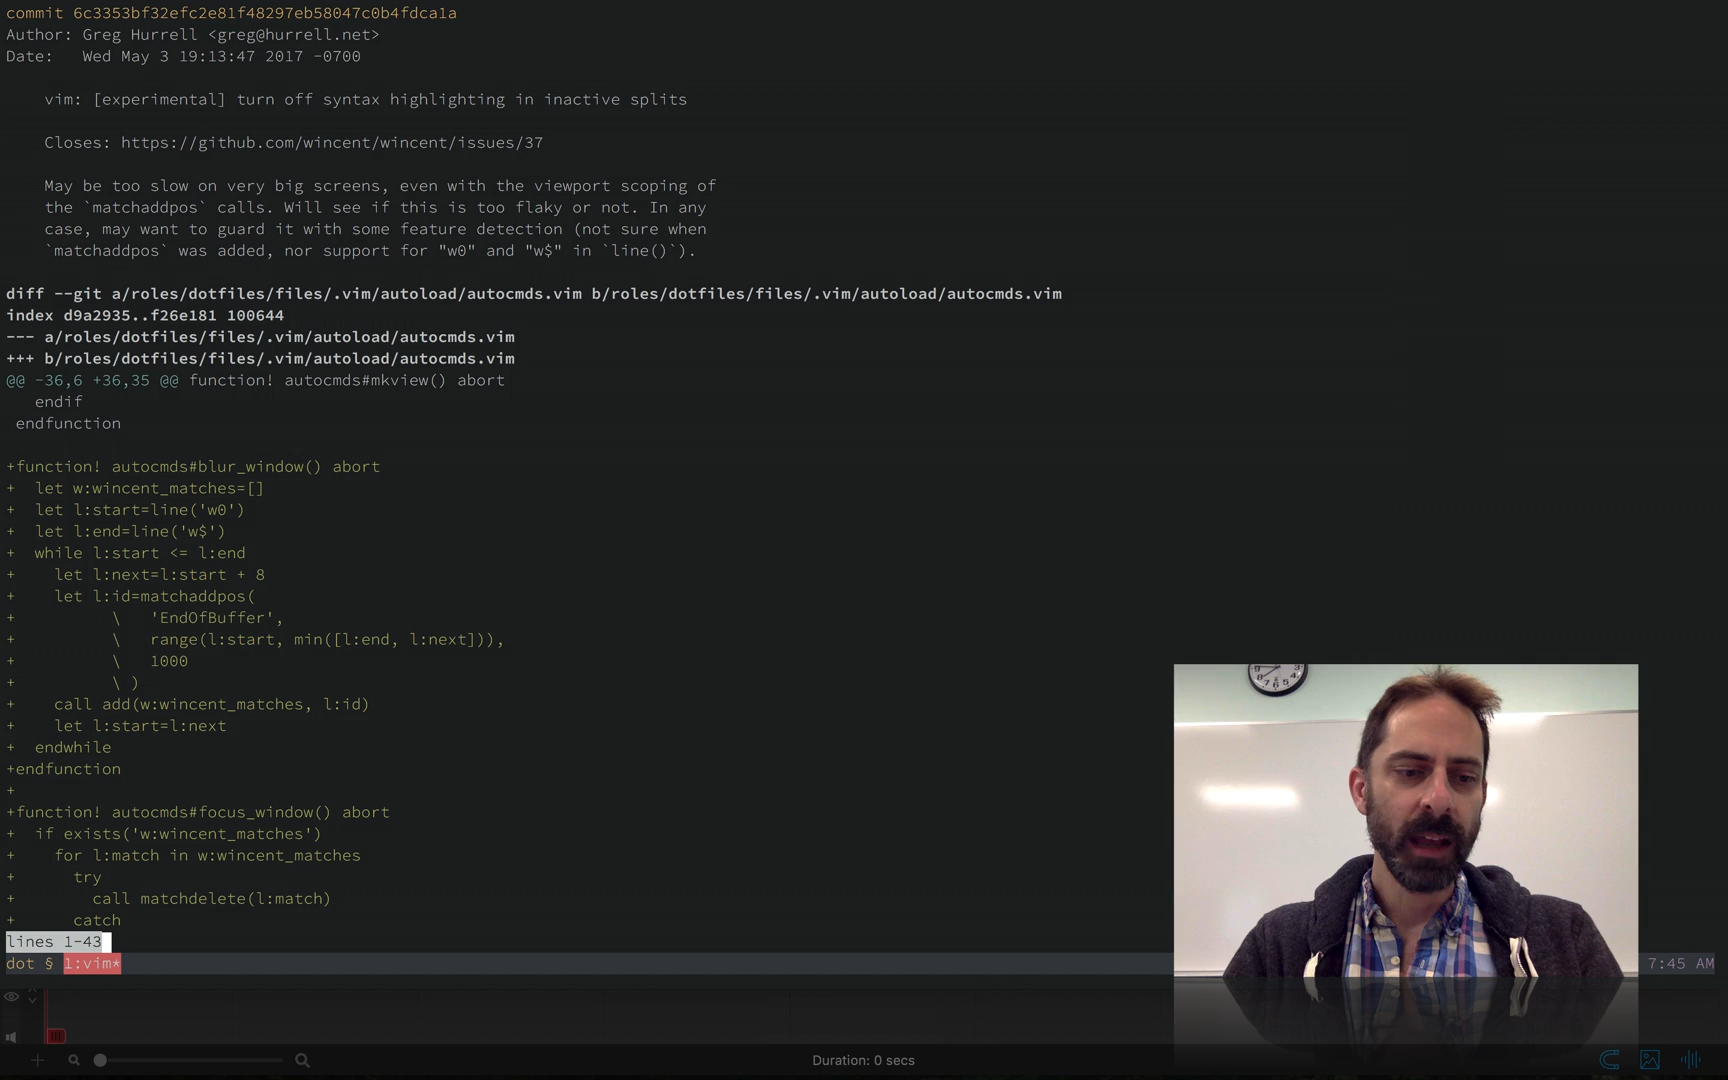 commit 6c3353bf32efc2e81f48297eb58047c0b4fdca1a
Author: Greg Hurrell <greg@hurrell.net>
Date:   Wed May 3 19:13:47 2017 -0700
    vim: [experimental] turn off syntax highlighting in inactive splits
    Closes: https://github.com/wincent/wincent/issues/37
    May be too slow on very big screens, even with the viewport scoping of
    the `matchaddpos` calls. Will see if this is too flaky or not. In any
    case, may want to guard it with some feature detection (not sure when
    `matchaddpos` was added, nor support for "w0" and "w$" in `line()`).
diff --git a/roles/dotfiles/files/.vim/autoload/autocmds.vim b/roles/dotfiles/files/.vim/autoload/autocmds.vim
index d9a2935..f26e181 100644
--- a/roles/dotfiles/files/.vim/autoload/autocmds.vim
+++ b/roles/dotfiles/files/.vim/autoload/autocmds.vim
@@ -36,6 +36,35 @@ function! autocmds#mkview() abort
   endif
 endfunction
+function! autocmds#blur_window() abort
+  let w:wincent_matches=[]
+  let l:start=line('w0')
+  let l:end=line('w$')
+  while l:start <= l:end
+    let l:next=l:start + 8
+    let l:id=matchaddpos(
+          \   'EndOfBuffer',
+          \   range(l:start, min([l:end, l:next])),
+          \   1000
+          \ )
+    call add(w:wincent_matches, l:id)
+    let l:start=l:next
+  endwhile
+endfunction
+
+function! autocmds#focus_window() abort
+  if exists('w:wincent_matches')
+    for l:match in w:wincent_matches
+      try
+        call matchdelete(l:match)
+      catch
lines 1-43
dot § 1:vim*
7:45 AM
Duration: 0 secs